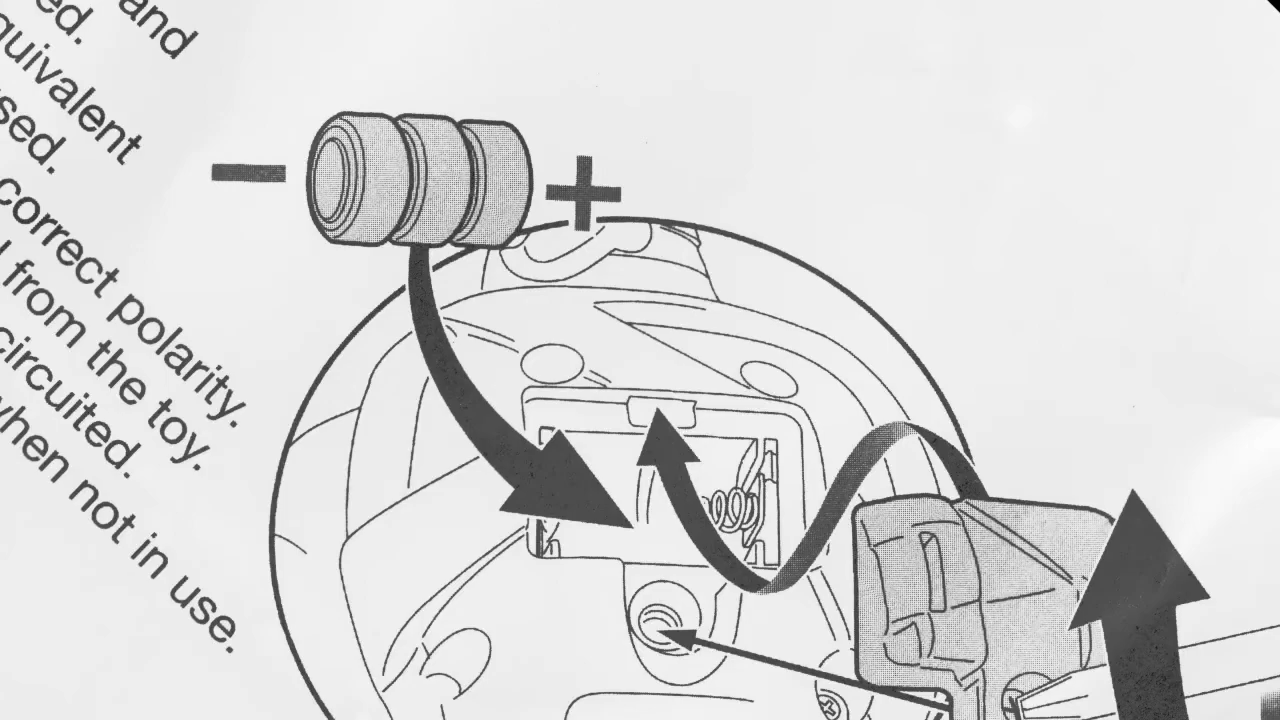 and
ed.
quivalent
sed.
correct polarity.
from the toy.
circuited.
when not in use.
− +